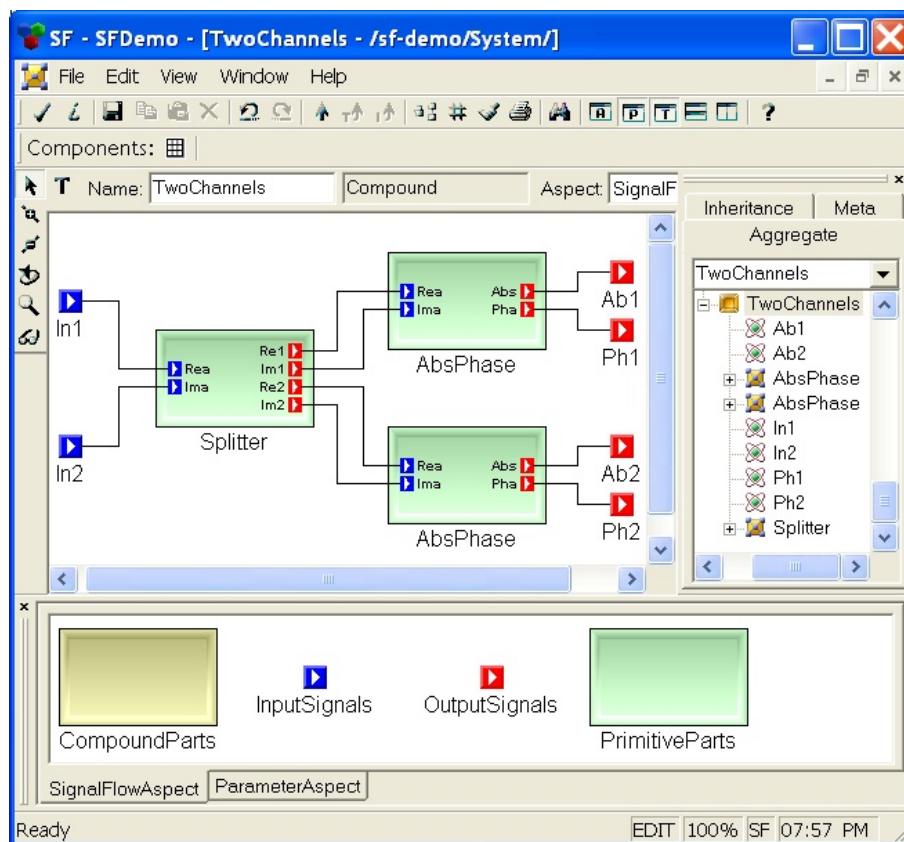 SF - SFDemo - [TwoChannels - /sf-demo/System/]
File Edit View Window Help
Components:
Name: TwoChannels Compound Aspect: SignalF
Inheritance Meta
Aggregate
TwoChannels
TwoChannels
Ab1
Ab2
AbsPhase
AbsPhase
In1
In2
Ph1
Ph2
Splitter
In1
In2
Rea
Ima
Re1
Im1
Re2
Im2
Splitter
Rea Abs
Ima Pha
AbsPhase
Ab1
Ph1
Rea Abs
Ima Pha
AbsPhase
Ab2
Ph2
CompoundParts
InputSignals
OutputSignals
PrimitiveParts
SignalFlowAspect ParameterAspect
Ready EDIT 100% SF 07:57 PM